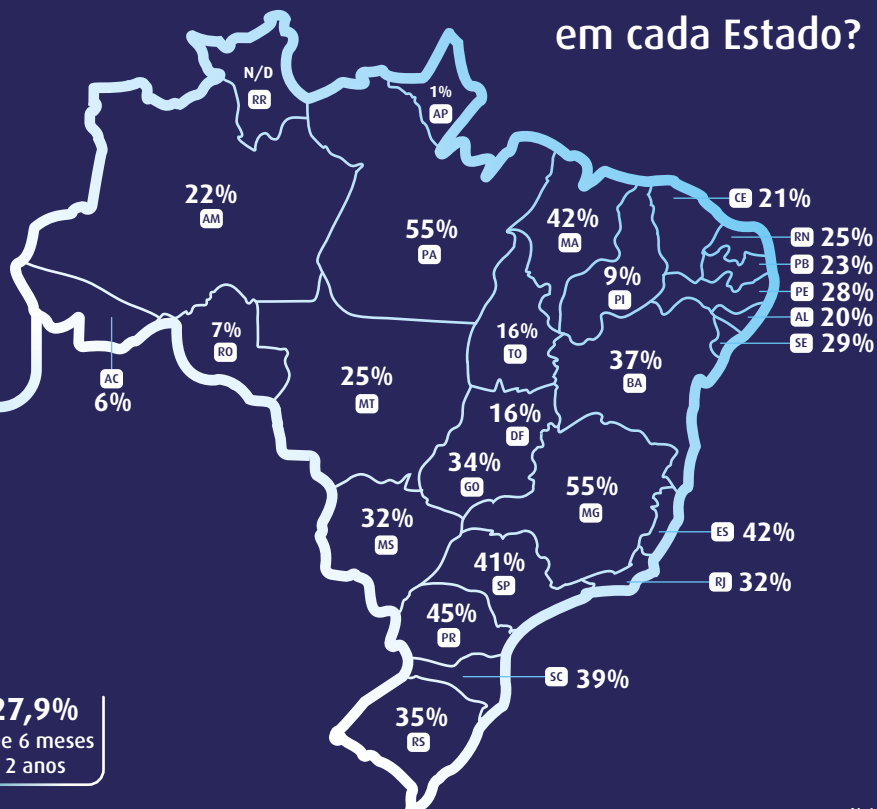 em cada Estado?
N/D
RR
1%
AP
22%
AM
55%
PA
42%
MA
CE 21%
RN 25%
PB 23%
PE 28%
AL 20%
SE 29%
9%
PI
7%
RO
16%
TO
37%
BA
AC
6%
25%
MT
16%
DF
34%
GO
55%
MG
32%
MS
ES 42%
41%
SP
RJ 32%
45%
PR
SC 39%
35%
RS
27,9%
e 6 meses
2 anos